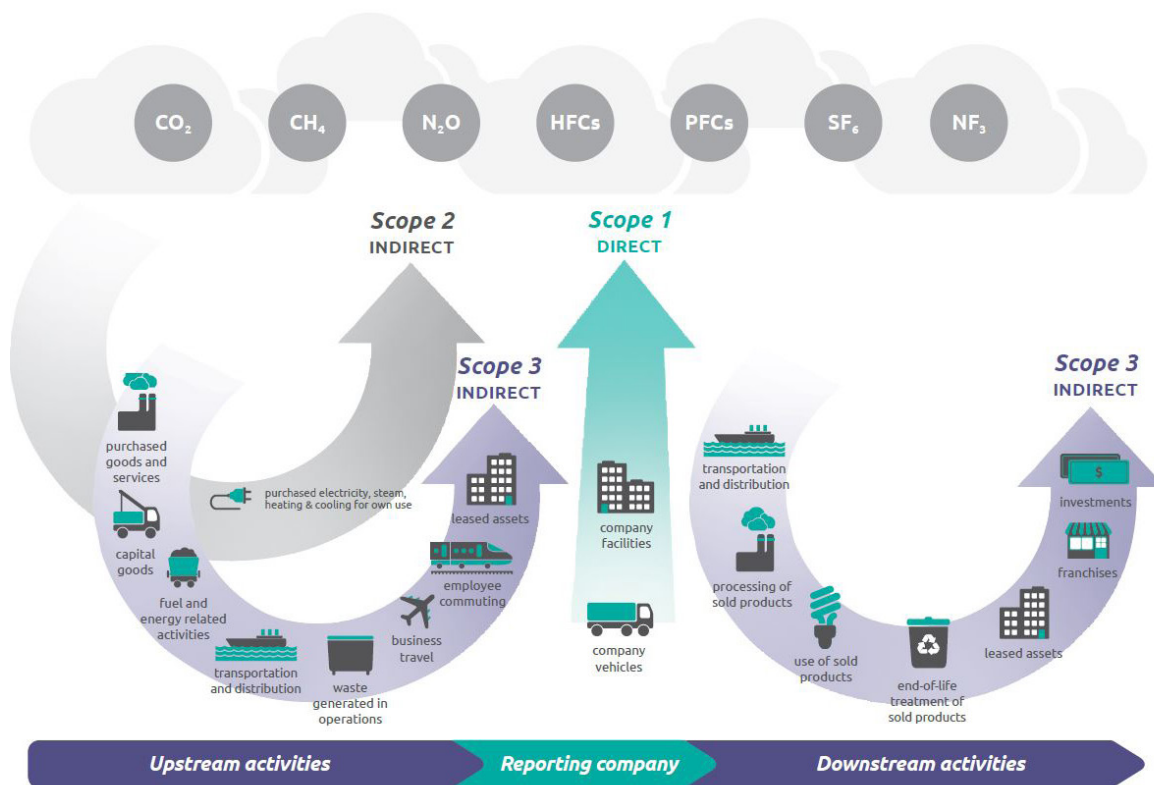 CO₂
CH₄
N₂O
HFCs
PFCs
SF₆
NF₃
Scope 2
INDIRECT
Scope 1
DIRECT
Scope 3
INDIRECT
Scope 3
INDIRECT
purchased
goods and
services
capital
goods
fuel and
energy related
activities
transportation
and distribution
waste
generated in
operations
business
travel
employee
commuting
leased assets
purchased electricity, steam,
heating & cooling for own use
company
facilities
company
vehicles
transportation
and distribution
processing of
sold products
use of sold
products
end-of-life
treatment of
sold products
leased assets
franchises
$
investments
Upstream activities
Reporting company
Downstream activities